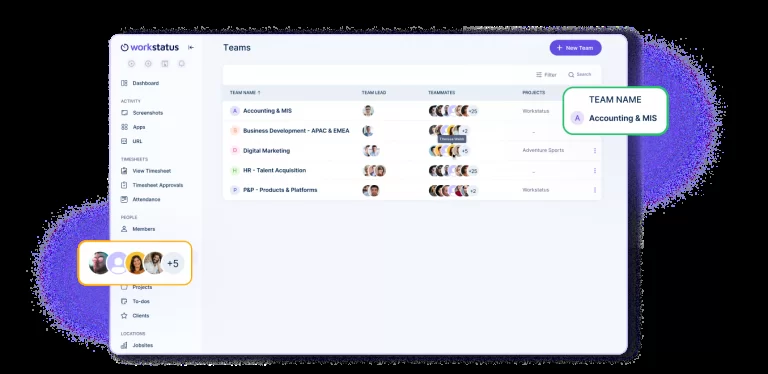 workstatus
Teams
+ New Team
Dashboard
Filter
Search
ACTIVITY
TEAM NAME ↑
TEAM LEAD
TEAMMATES
PROJECTS
TEAM NAME
A Accounting & MIS
Screenshots
A Accounting & MIS
+25
Workstatus
Apps
B Business Development - APAC & EMEA
+2
-
URL
D Digital Marketing
+5
Adventure Sports
TIMESHEETS
View Timesheet
H HR - Talent Acquisition
+25
-
Timesheet Approvals
P P&P - Products & Platforms
+2
Workstatus
Attendance
PEOPLE
Members
+5
Projects
To-dos
Clients
LOCATIONS
Jobsites